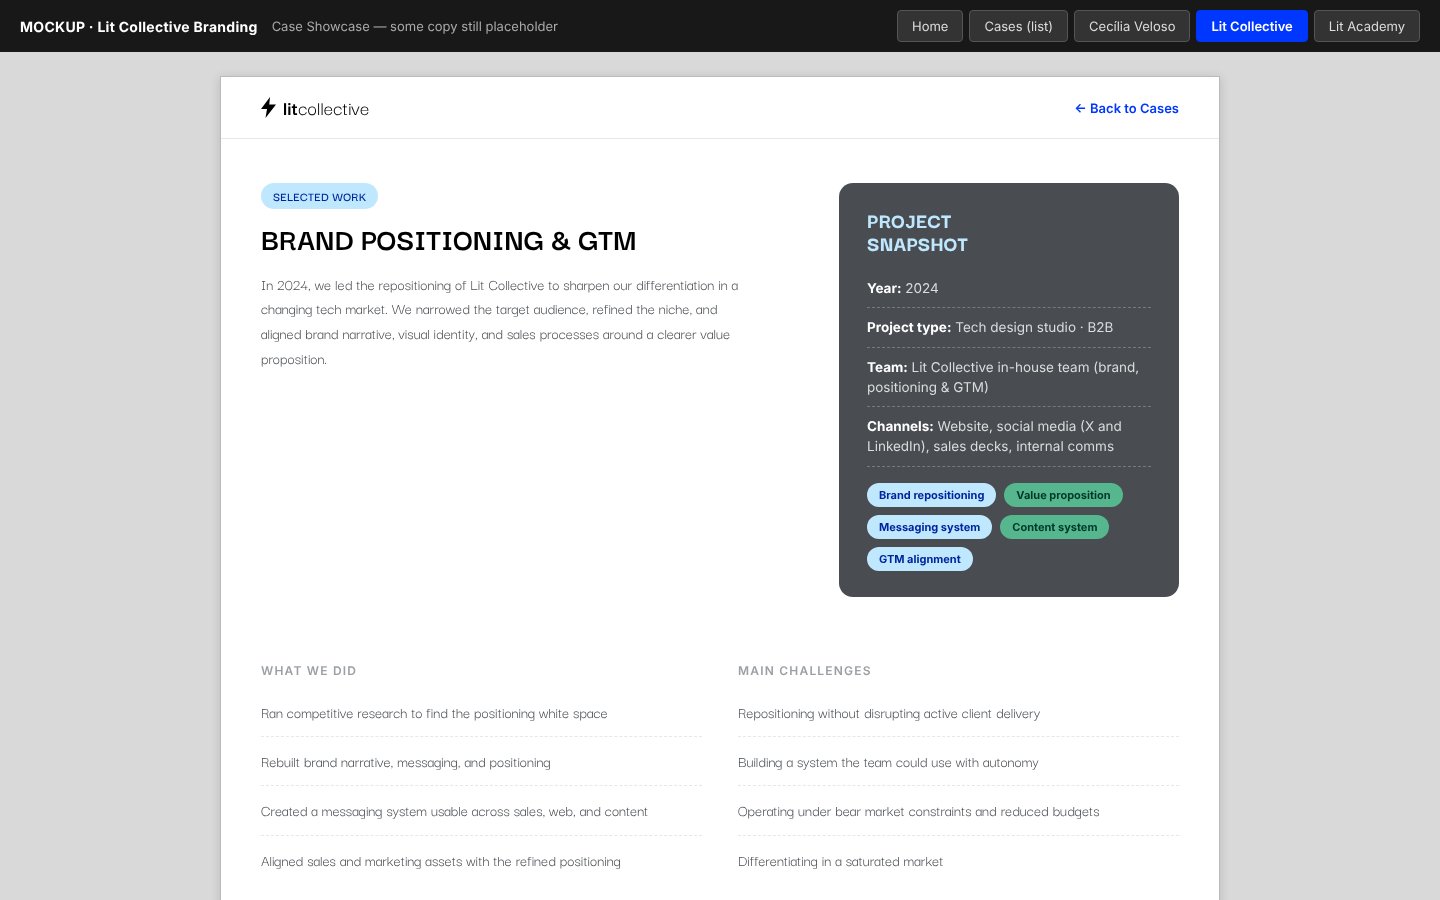 MOCKUP · Lit Collective Branding
Case Showcase — some copy still placeholder
Home
Cases (list)
Cecília Veloso
Lit Collective
Lit Academy
litcollective
← Back to Cases
SELECTED WORK
BRAND POSITIONING & GTM
In 2024, we led the repositioning of Lit Collective to sharpen our differentiation in a
changing tech market. We narrowed the target audience, refined the niche, and
aligned brand narrative, visual identity, and sales processes around a clearer value
proposition.
PROJECT
SNAPSHOT
Year: 2024
Project type: Tech design studio · B2B
Team: Lit Collective in-house team (brand,
positioning & GTM)
Channels: Website, social media (X and
LinkedIn), sales decks, internal comms
Brand repositioning
Value proposition
Messaging system
Content system
GTM alignment
WHAT WE DID
Ran competitive research to find the positioning white space
Rebuilt brand narrative, messaging, and positioning
Created a messaging system usable across sales, web, and content
Aligned sales and marketing assets with the refined positioning
MAIN CHALLENGES
Repositioning without disrupting active client delivery
Building a system the team could use with autonomy
Operating under bear market constraints and reduced budgets
Differentiating in a saturated market